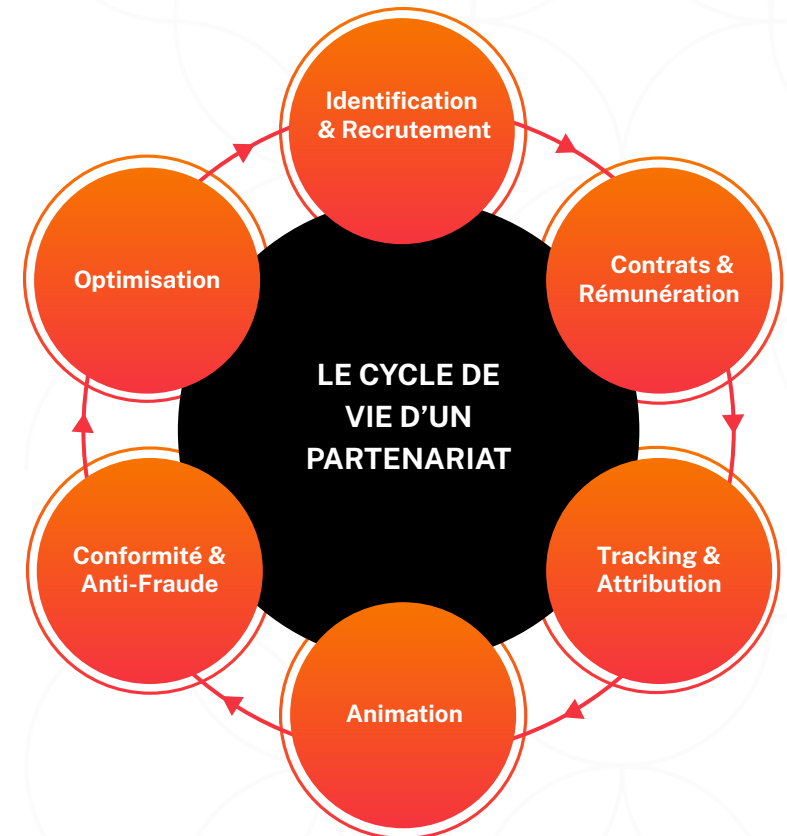 Identification
& Recrutement
Contrats &
Rémunération
Tracking &
Attribution
Animation
Conformité &
Anti-Fraude
Optimisation
LE CYCLE DE
VIE D’UN
PARTENARIAT